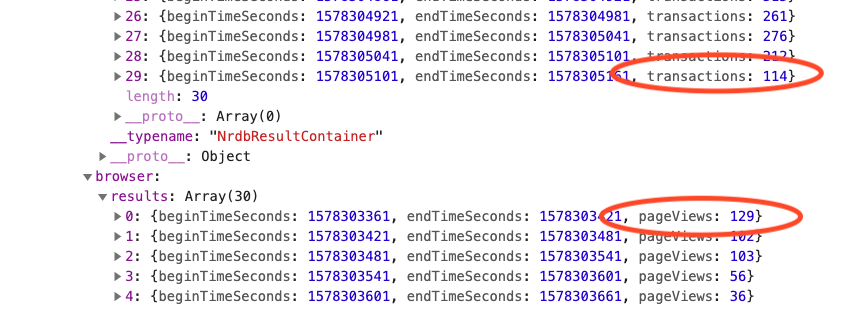 26: {beginTimeSeconds: 1578304921, endTimeSeconds: 1578304981, transactions: 261}
27: {beginTimeSeconds: 1578304981, endTimeSeconds: 1578305041, transactions: 276}
28: {beginTimeSeconds: 1578305041, endTimeSeconds: 1578305101, transactions: 212}
29: {beginTimeSeconds: 1578305101, endTimeSeconds: 1578305161, transactions: 114}
length: 30
__proto__: Array(0)
__typename: "NrdbResultContainer"
__proto__: Object
browser:
results: Array(30)
0: {beginTimeSeconds: 1578303361, endTimeSeconds: 1578303421, pageViews: 129}
1: {beginTimeSeconds: 1578303421, endTimeSeconds: 1578303481, pageViews: 102}
2: {beginTimeSeconds: 1578303481, endTimeSeconds: 1578303541, pageViews: 103}
3: {beginTimeSeconds: 1578303541, endTimeSeconds: 1578303601, pageViews: 56}
4: {beginTimeSeconds: 1578303601, endTimeSeconds: 1578303661, pageViews: 36}